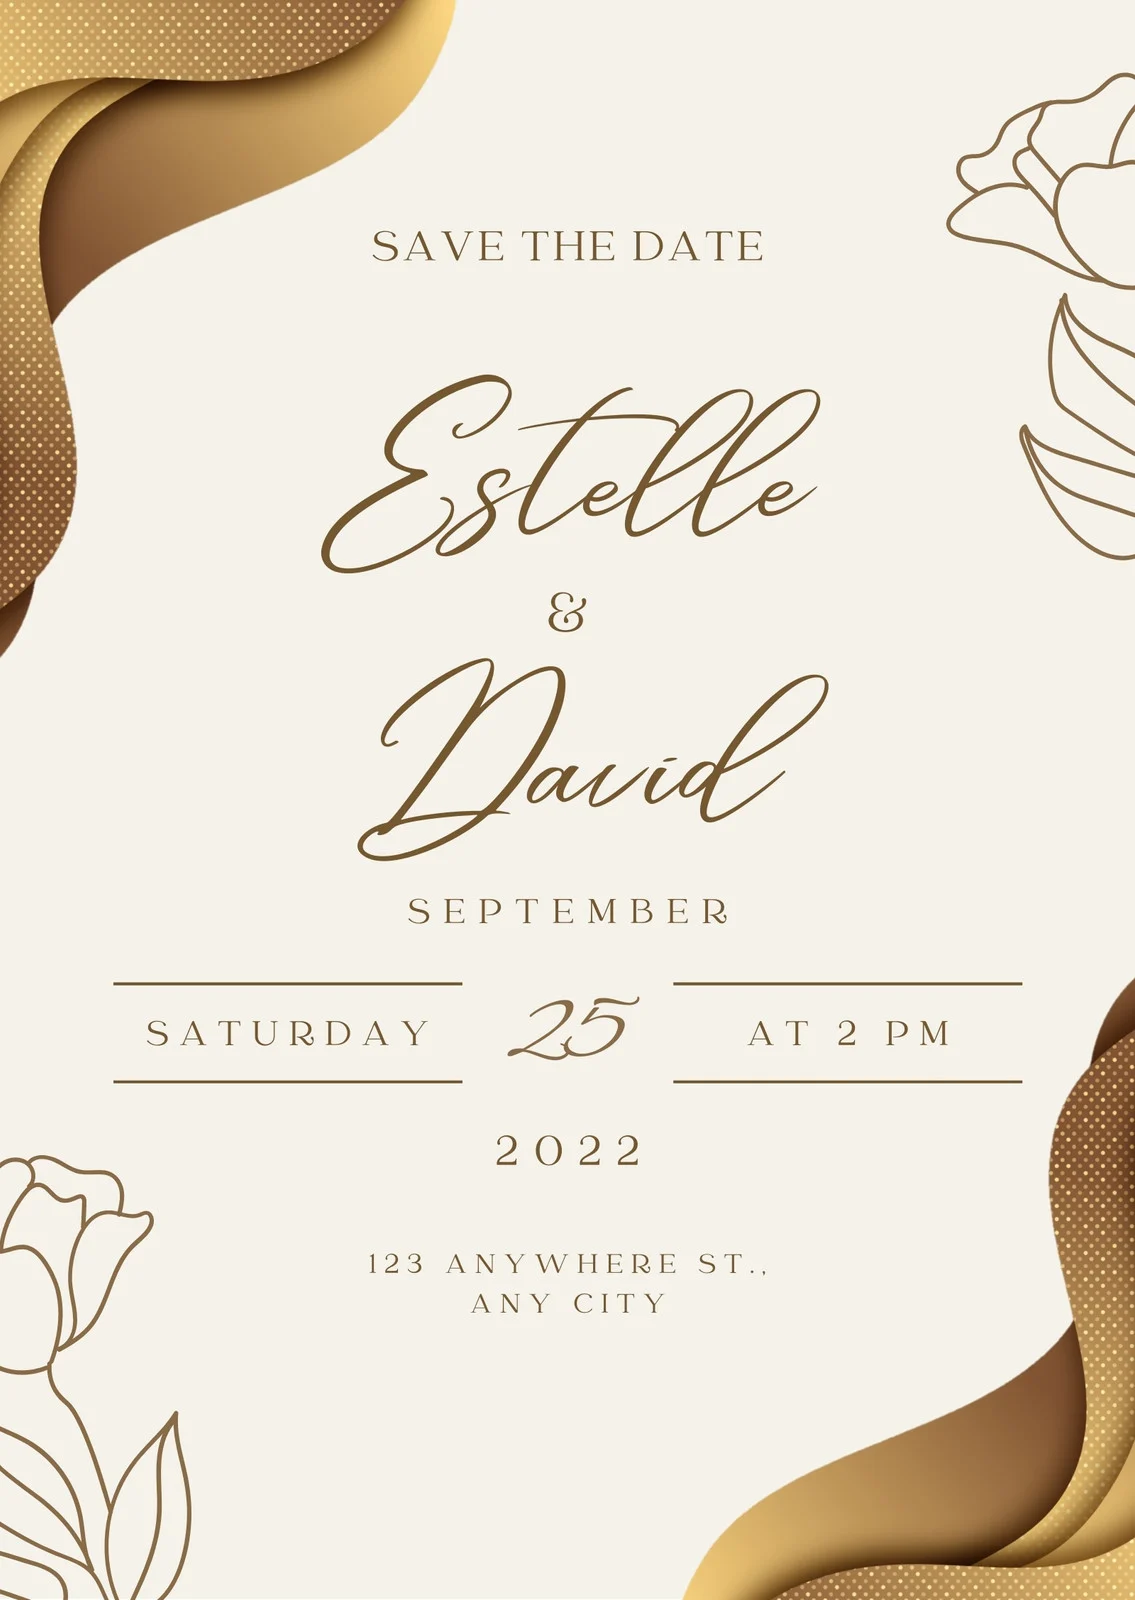 SAVE THE DATE
Estelle
&
David
SEPTEMBER
SATURDAY 25 AT 2 PM
2022
123 ANYWHERE ST.,
ANY CITY